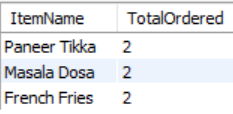 ItemName TotalOrdered
Paneer Tikka 2
Masala Dosa 2
French Fries 2